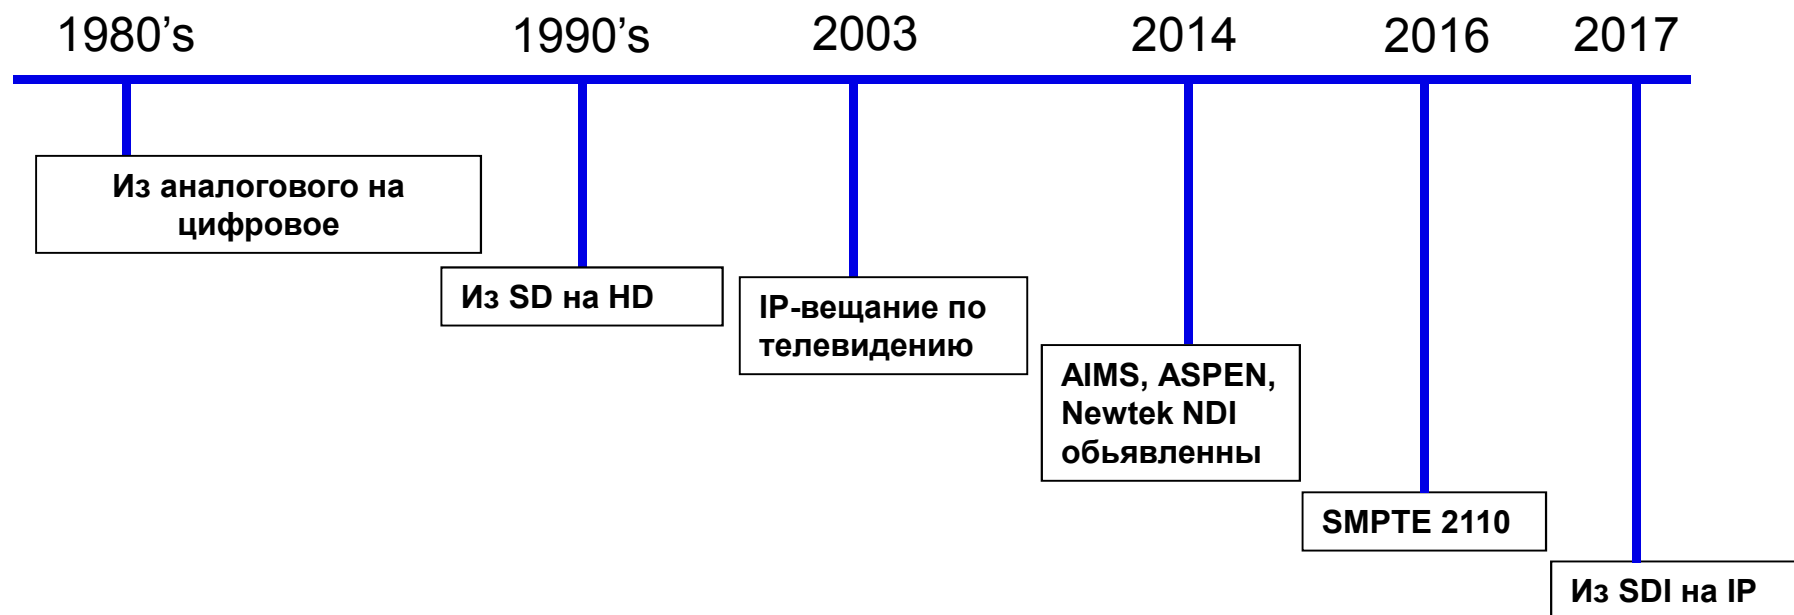 1980’s
1990’s
2003
2014
2016
2017
Из аналогового на
цифровое
Из SD на HD
IP-вещание по
телевидению
AIMS, ASPEN,
Newtek NDI
обьявленны
SMPTE 2110
Из SDI на IP